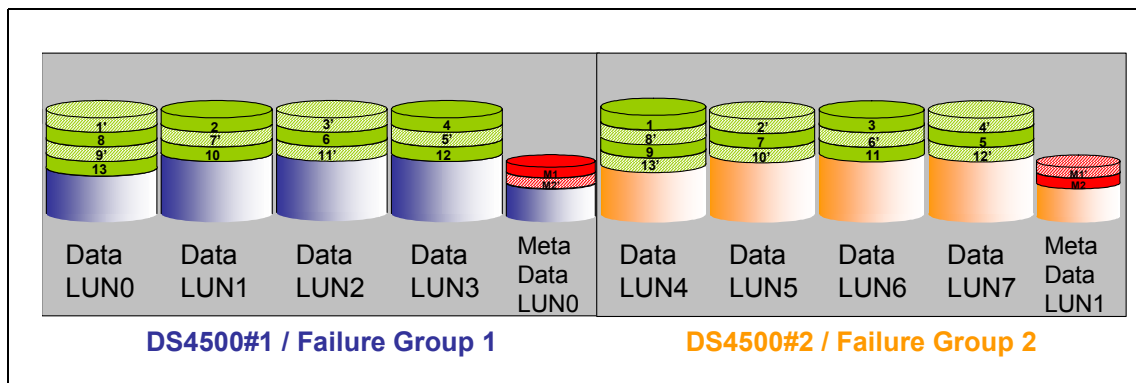 1'
8
9'
13
2
7'
10
3'
6
11'
4
5'
12
M1
M2'
1
8'
9
13'
2'
7
10'
3
6'
11
4'
5
12'
M1
M2
Data
LUN0
Data
LUN1
Data
LUN2
Data
LUN3
Meta
Data
LUN0
Data
LUN4
Data
LUN5
Data
LUN6
Data
LUN7
Meta
Data
LUN1
DS4500#1 / Failure Group 1
DS4500#2 / Failure Group 2